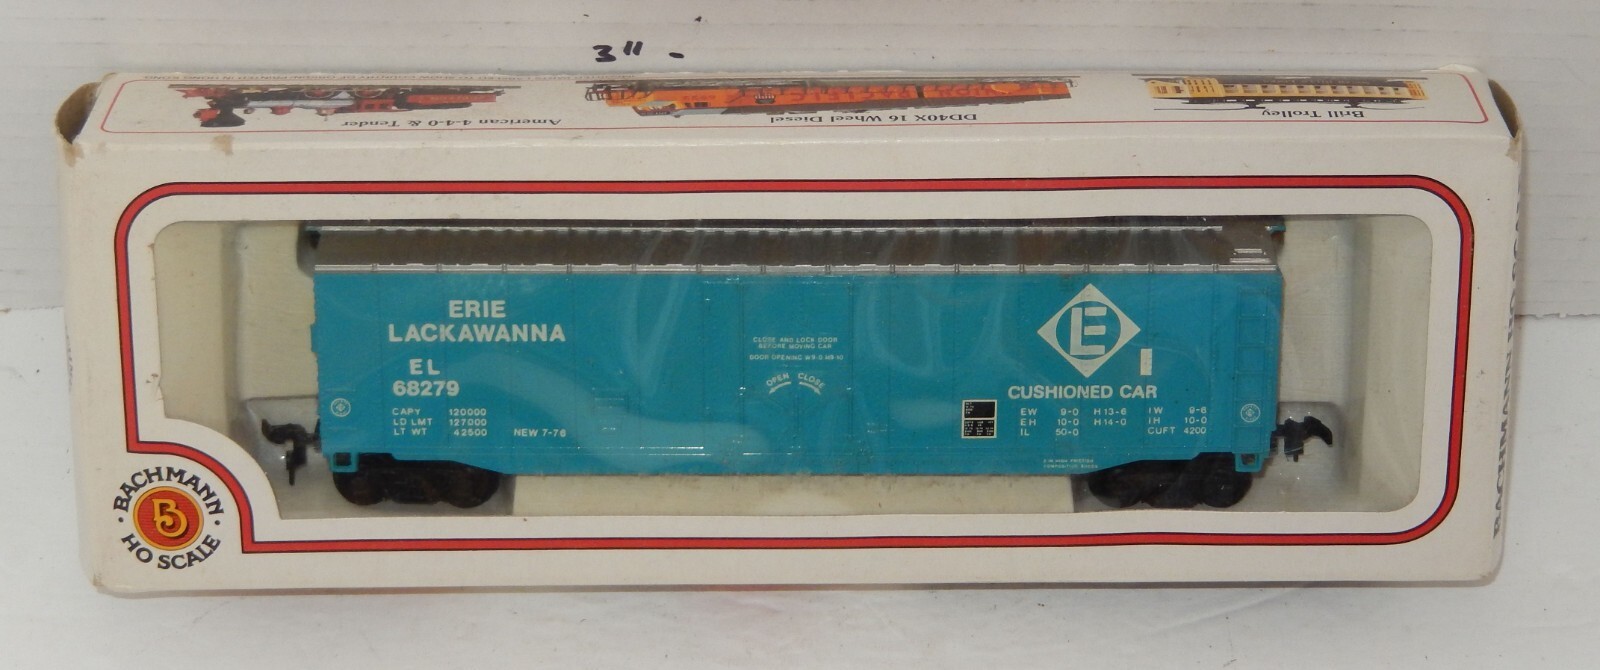 3" -
American 4-4-0 & Tender
DD40X 16 Wheel Diesel
Brill Trolley
ERIE
LACKAWANNA
EL
68279
CAPY 120000
LD LMT 127000
LT WT 42500 NEW 7-76
CLOSE AND LOCK DOOR
BEFORE MOVING CAR
OPEN CLOSE
E
CUSHIONED CAR
EW 9-0 H13-6 IW 9-6
EH 10-0 H14-0 IH 10-0
IL 50-0 CUFT 4200
BACHMANN
B
HO SCALE
BACHMANN HO SCALE